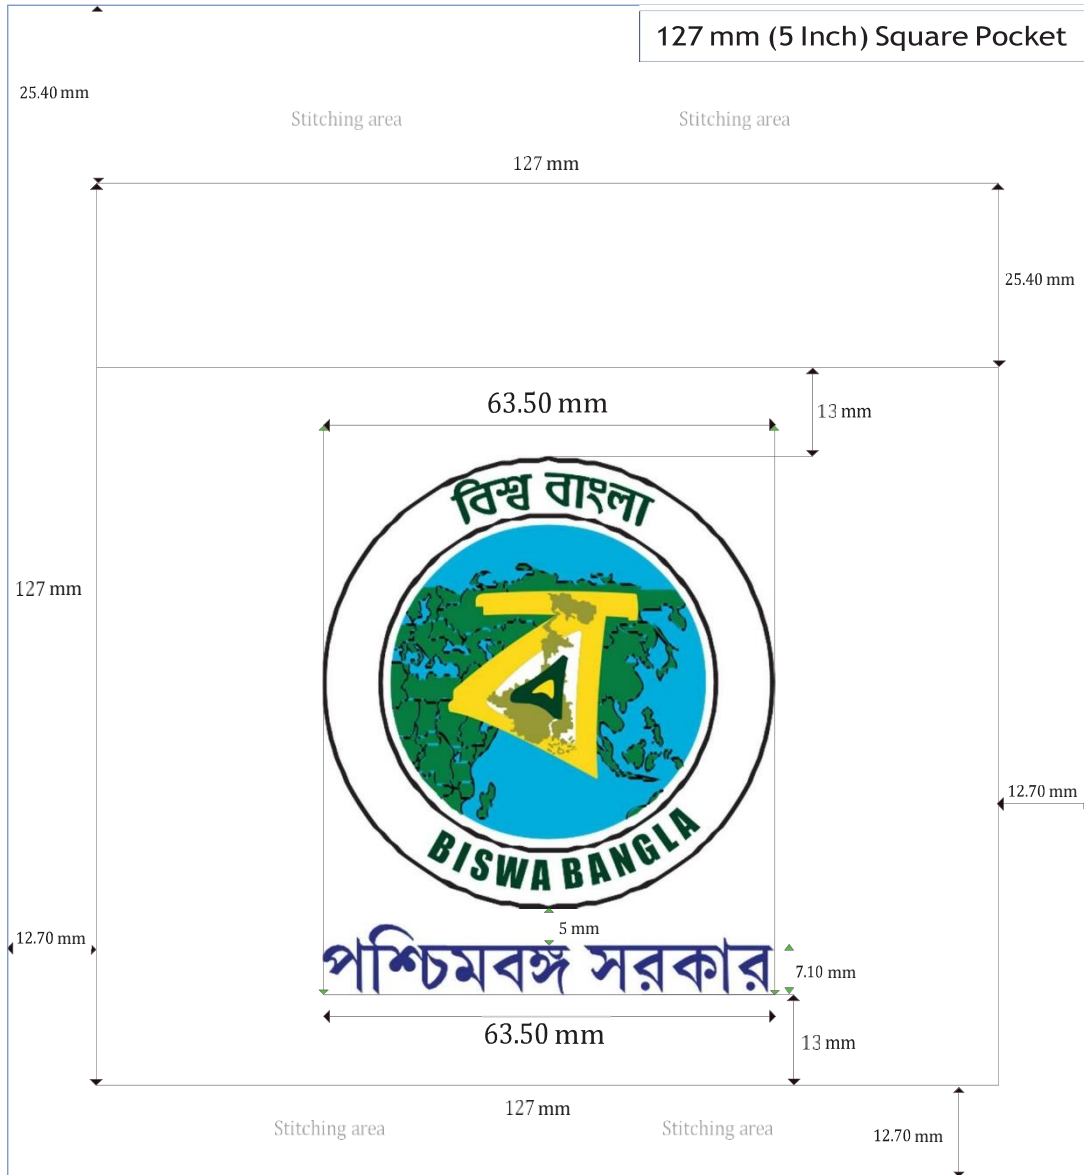 127 mm (5 Inch) Square Pocket
25.40 mm
Stitching area
Stitching area
127 mm
25.40 mm
63.50 mm
13 mm
বিশ্ব বাংলা
127 mm
ব
12.70 mm
BISWA BANGLA
5 mm
12.70 mm
পশ্চিমবঙ্গ সরকার
7.10 mm
63.50 mm
13 mm
127 mm
Stitching area
Stitching area
12.70 mm